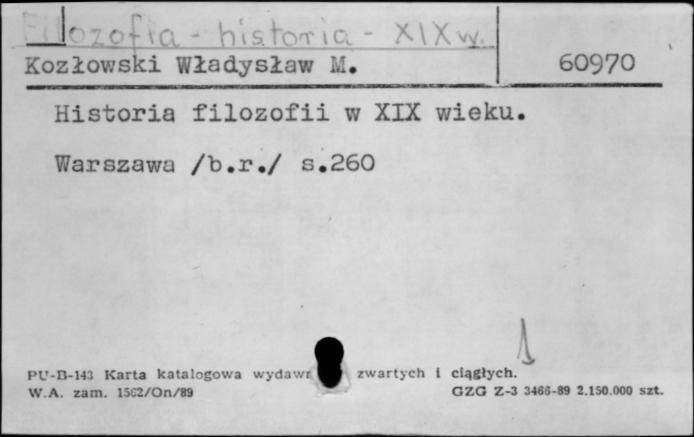 Filozofia - historia - XIX w.
Kozłowski Władysław M. 60970
Historia filozofii w XIX wieku.
Warszawa /b.r./ s.260
PU-B-143 Karta katalogowa wydawn zwartych i ciągłych.
W.A. zam. 1562/On/89 GZG Z-3 3466-89 2.150.000 szt.